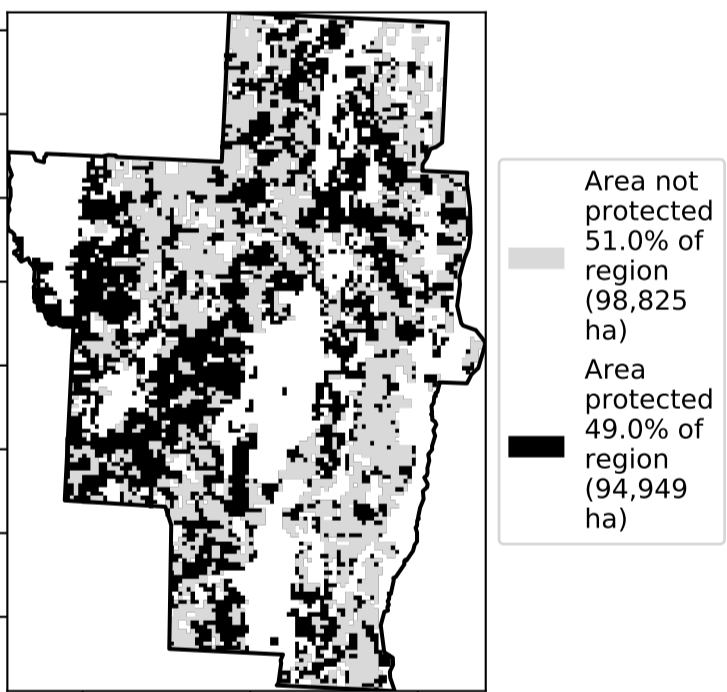 Area not
protected
51.0% of
region
(98,825
ha)
Area
protected
49.0% of
region
(94,949
ha)